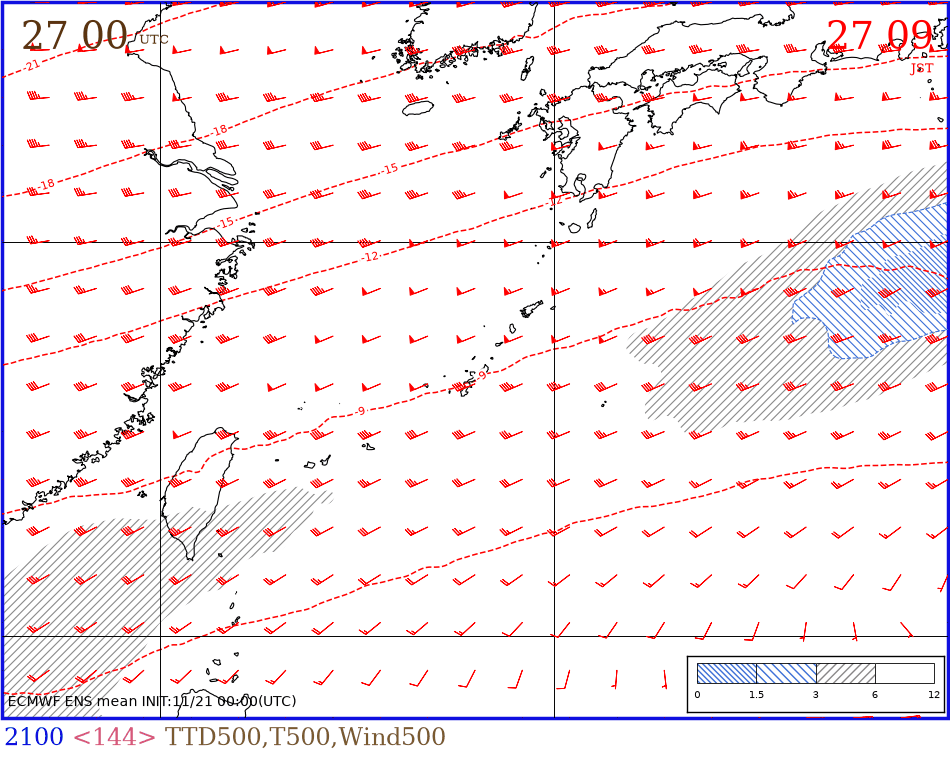 27 00 UTC
27 09
JST
-21
-18
-18
-15
-15
-12
-12
-9
-9
ECMWF ENS mean INIT:11/21 00:00(UTC)
0 1.5 3 6 12
2100 <144> TTD500,T500,Wind500